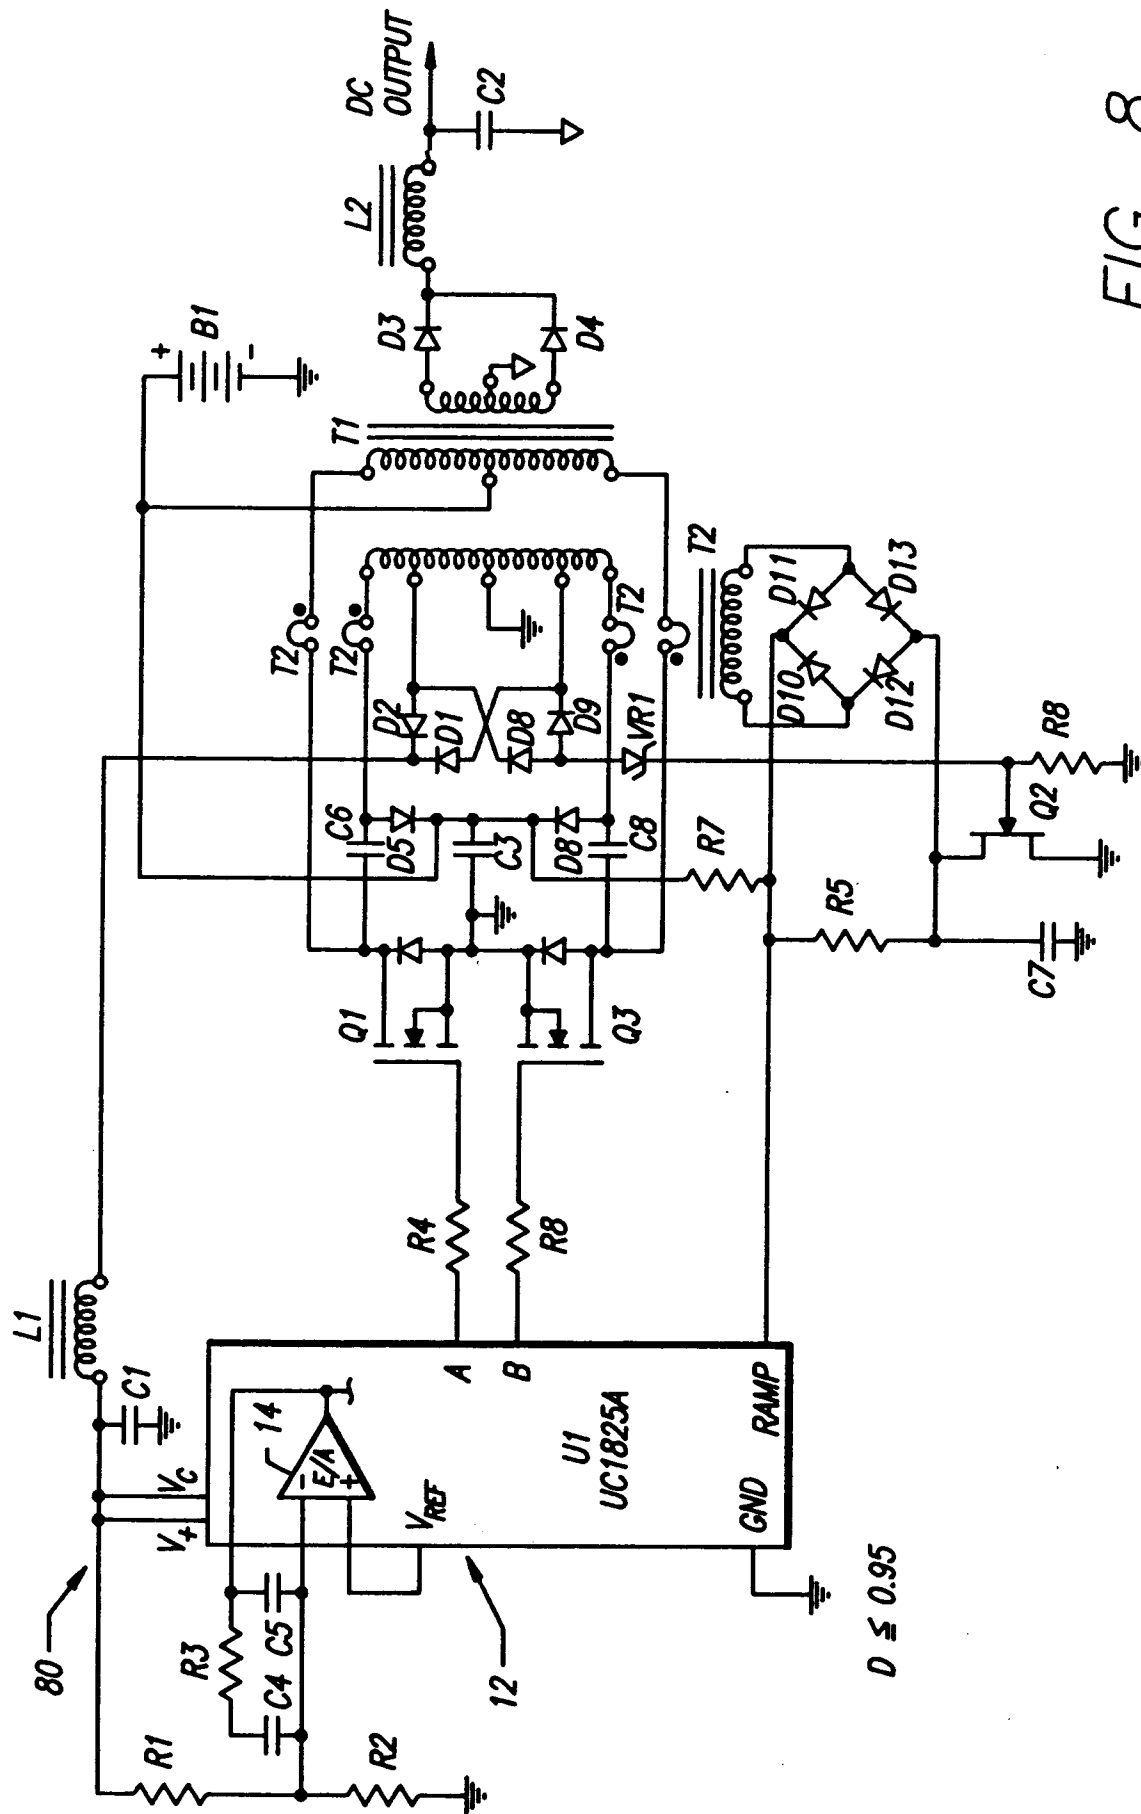 80
12
R1
R2
R3
C4
C5
V+
VC
C1
L1
14
-
E/A
+
VREF
A
B
U1
UC1825A
GND
RAMP
D ≤ 0.95
R4
R8
Q1
Q3
C6
D5
C3
D8
C8
D2
D1
D8
D9
VR1
T2
T2
T2
T1
+
B1
-
D3
D4
L2
DC
OUTPUT
C2
T2
D11
D13
D10
D12
R7
R5
C7
Q2
R8
FIG. 8